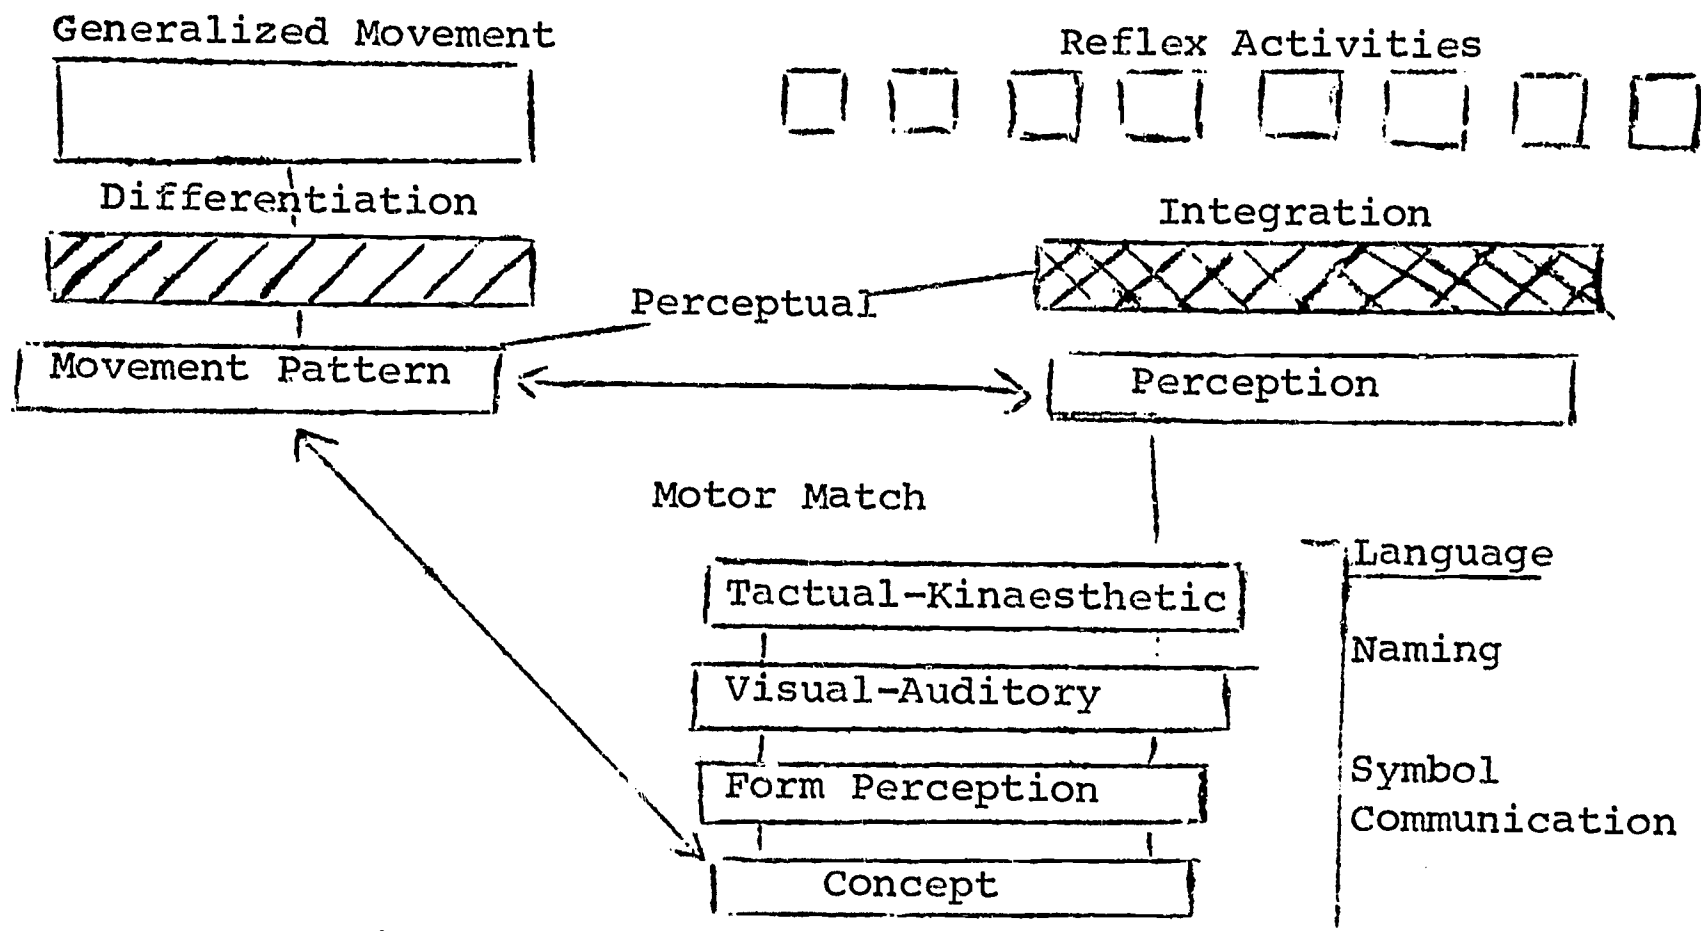 Generalized Movement
Reflex Activities
Differentiation
Integration
Perceptual
Movement Pattern
Perception
Motor Match
Language
Tactual-Kinaesthetic
Naming
Visual-Auditory
Symbol
Form Perception
Communication
Concept